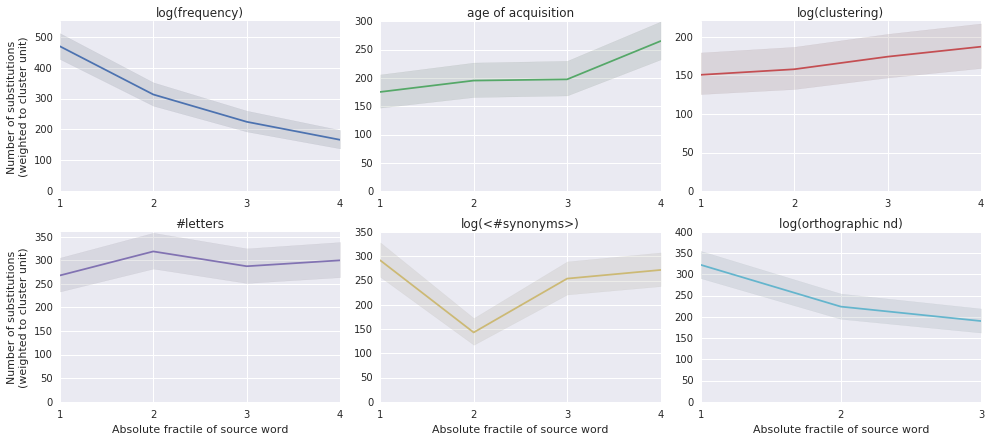 log(frequency)
Number of substitutions
(weighted to cluster unit)
500
400
300
200
100
0
1 2 3 4
age of acquisition
300
250
200
150
100
50
0
1 2 3 4
log(clustering)
200
150
100
50
0
1 2 3 4
#letters
Number of substitutions
(weighted to cluster unit)
350
300
250
200
150
100
50
0
1 2 3 4
Absolute fractile of source word
log(<#synonyms>)
350
300
250
200
150
100
50
0
1 2 3 4
Absolute fractile of source word
log(orthographic nd)
400
350
300
250
200
150
100
50
0
1 2 3
Absolute fractile of source word